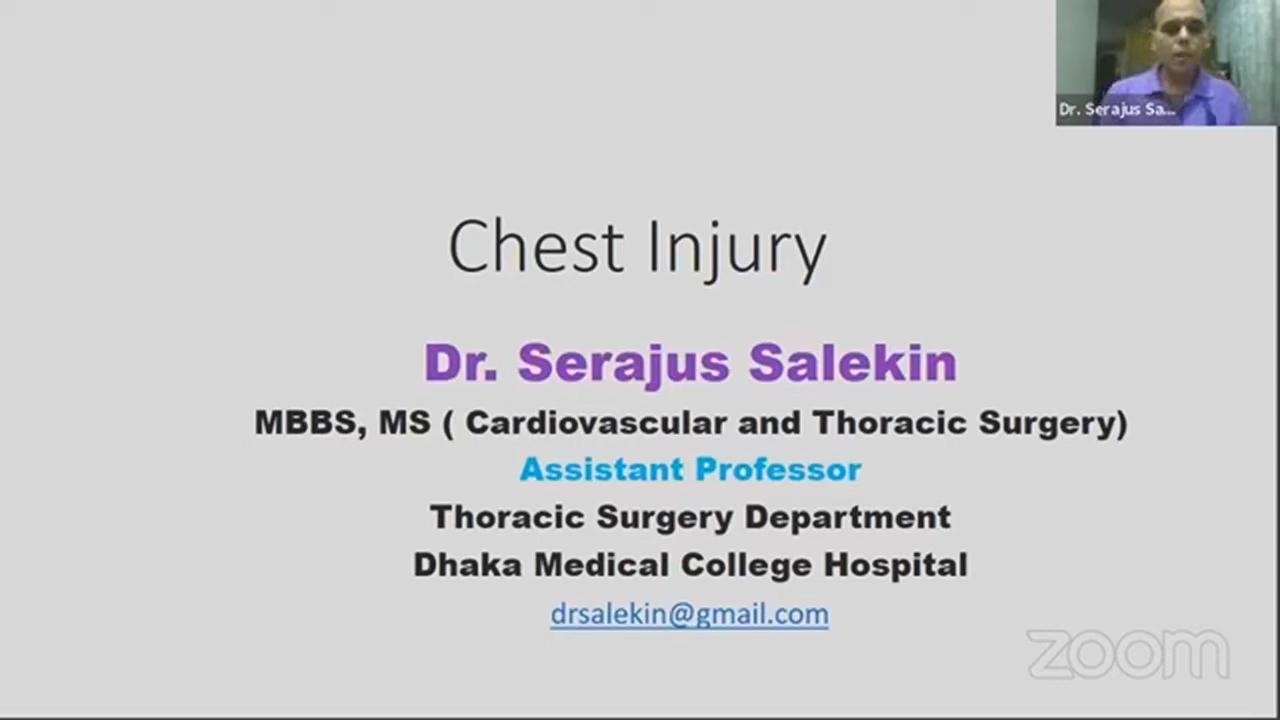 Dr. Serajus Sa...
Chest Injury
Dr. Serajus Salekin
MBBS, MS ( Cardiovascular and Thoracic Surgery)
Assistant Professor
Thoracic Surgery Department
Dhaka Medical College Hospital
drsalekin@gmail.com
zoom